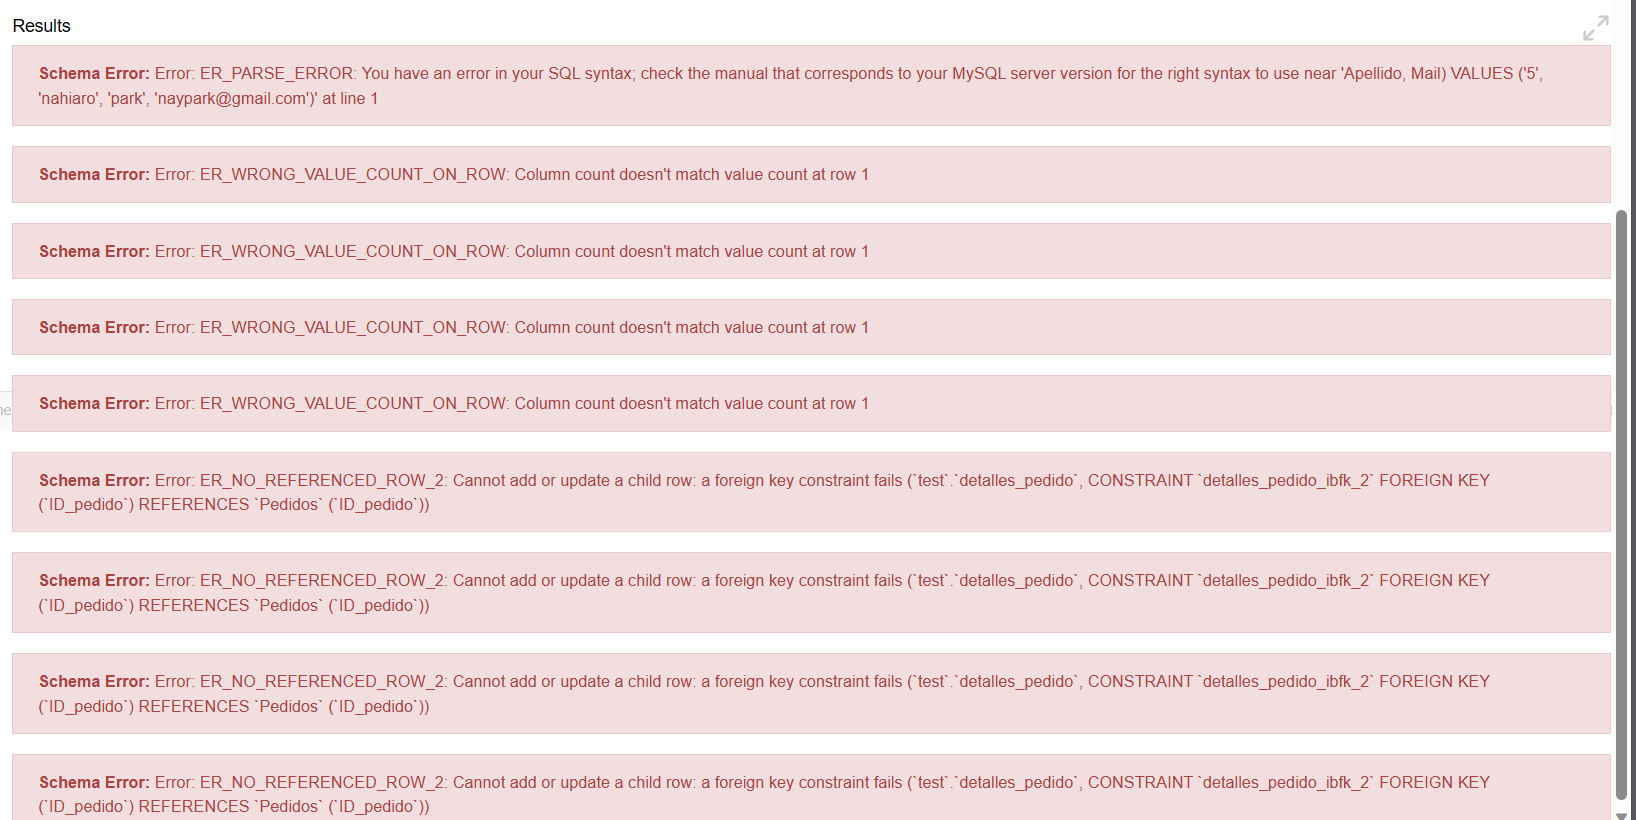 Results
Schema Error: Error: ER_PARSE_ERROR: You have an error in your SQL syntax; check the manual that corresponds to your MySQL server version for the right syntax to use near 'Apellido, Mail) VALUES ('5',
'nahiaro', 'park', 'naypark@gmail.com')' at line 1
Schema Error: Error: ER_WRONG_VALUE_COUNT_ON_ROW: Column count doesn't match value count at row 1
Schema Error: Error: ER_WRONG_VALUE_COUNT_ON_ROW: Column count doesn't match value count at row 1
Schema Error: Error: ER_WRONG_VALUE_COUNT_ON_ROW: Column count doesn't match value count at row 1
Schema Error: Error: ER_WRONG_VALUE_COUNT_ON_ROW: Column count doesn't match value count at row 1
Schema Error: Error: ER_NO_REFERENCED_ROW_2: Cannot add or update a child row: a foreign key constraint fails (`test`.`detalles_pedido`, CONSTRAINT `detalles_pedido_ibfk_2` FOREIGN KEY
(`ID_pedido`) REFERENCES `Pedidos` (`ID_pedido`))
Schema Error: Error: ER_NO_REFERENCED_ROW_2: Cannot add or update a child row: a foreign key constraint fails (`test`.`detalles_pedido`, CONSTRAINT `detalles_pedido_ibfk_2` FOREIGN KEY
(`ID_pedido`) REFERENCES `Pedidos` (`ID_pedido`))
Schema Error: Error: ER_NO_REFERENCED_ROW_2: Cannot add or update a child row: a foreign key constraint fails (`test`.`detalles_pedido`, CONSTRAINT `detalles_pedido_ibfk_2` FOREIGN KEY
(`ID_pedido`) REFERENCES `Pedidos` (`ID_pedido`))
Schema Error: Error: ER_NO_REFERENCED_ROW_2: Cannot add or update a child row: a foreign key constraint fails (`test`.`detalles_pedido`, CONSTRAINT `detalles_pedido_ibfk_2` FOREIGN KEY
(`ID_pedido`) REFERENCES `Pedidos` (`ID_pedido`))